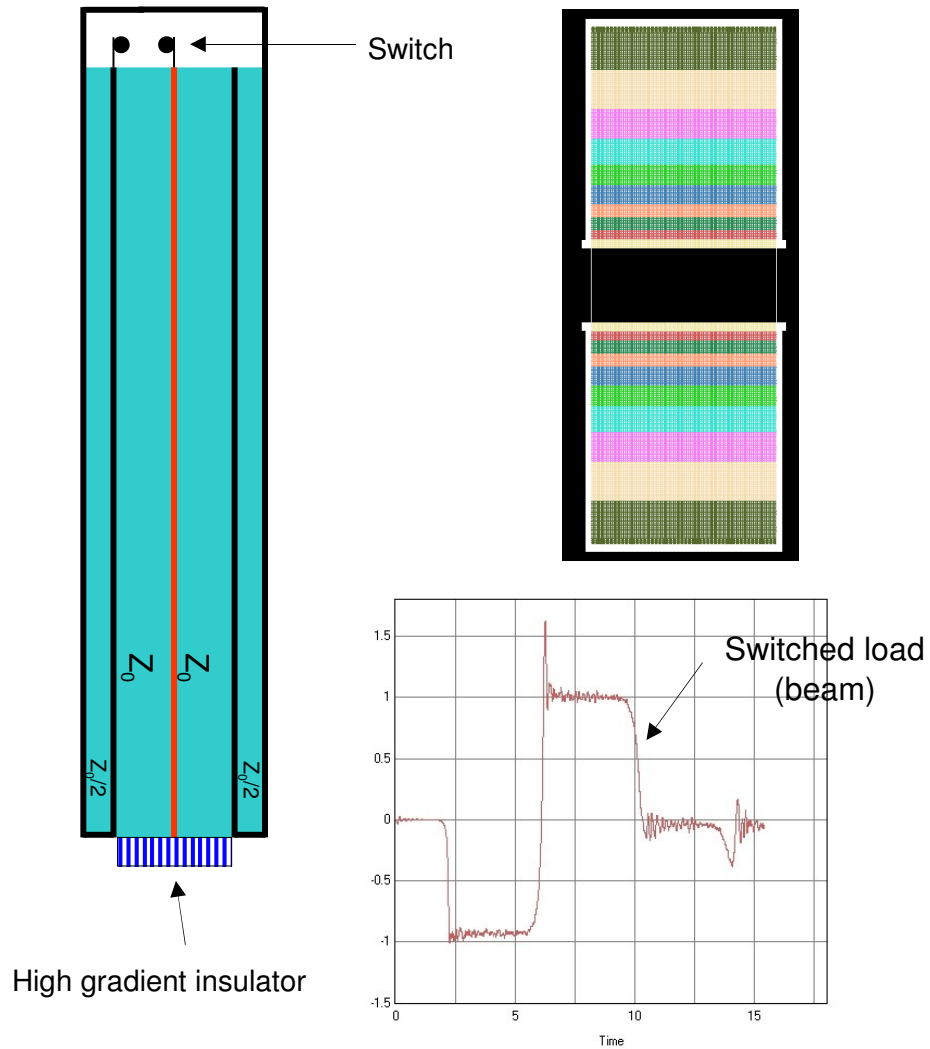 Switch
Z₀
Z₀
Z₀/2
Z₀/2
High gradient insulator
Switched load
(beam)
1.5
1
0.5
0
-0.5
-1
-1.5
0
5
10
15
Time